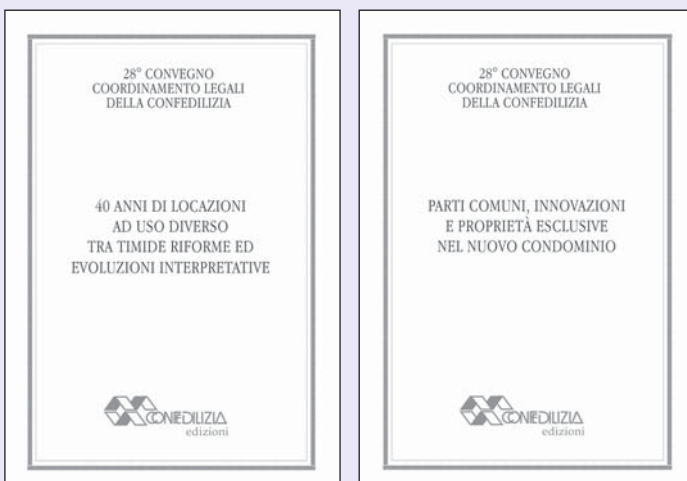 28° CONVEGNO
COORDINAMENTO LEGALI
DELLA CONFEDILIZIA
40 ANNI DI LOCAZIONI
AD USO DIVERSO
TRA TIMIDE RIFORME ED
EVOLUZIONI INTERPRETATIVE
CONFEDILIZIA
edizioni
28° CONVEGNO
COORDINAMENTO LEGALI
DELLA CONFEDILIZIA
PARTI COMUNI, INNOVAZIONI
E PROPRIETÀ ESCLUSIVE
NEL NUOVO CONDOMINIO
CONFEDILIZIA
edizioni